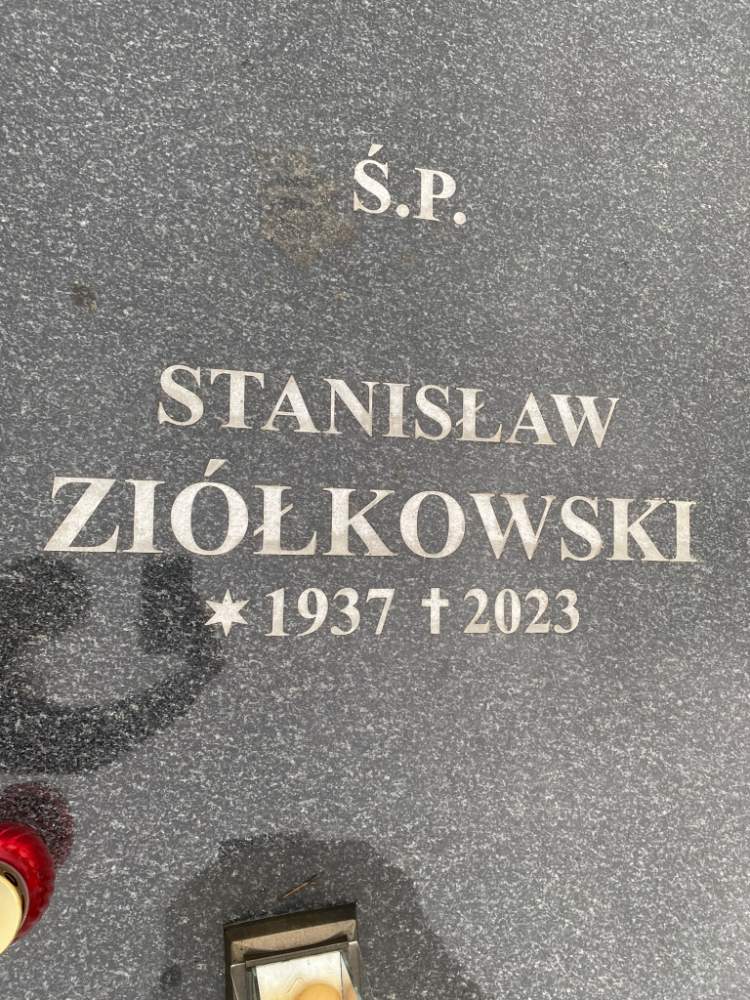 Ś.P.
STANISŁAW
ZIÓŁKOWSKI
✶ 1937 ✝ 2023